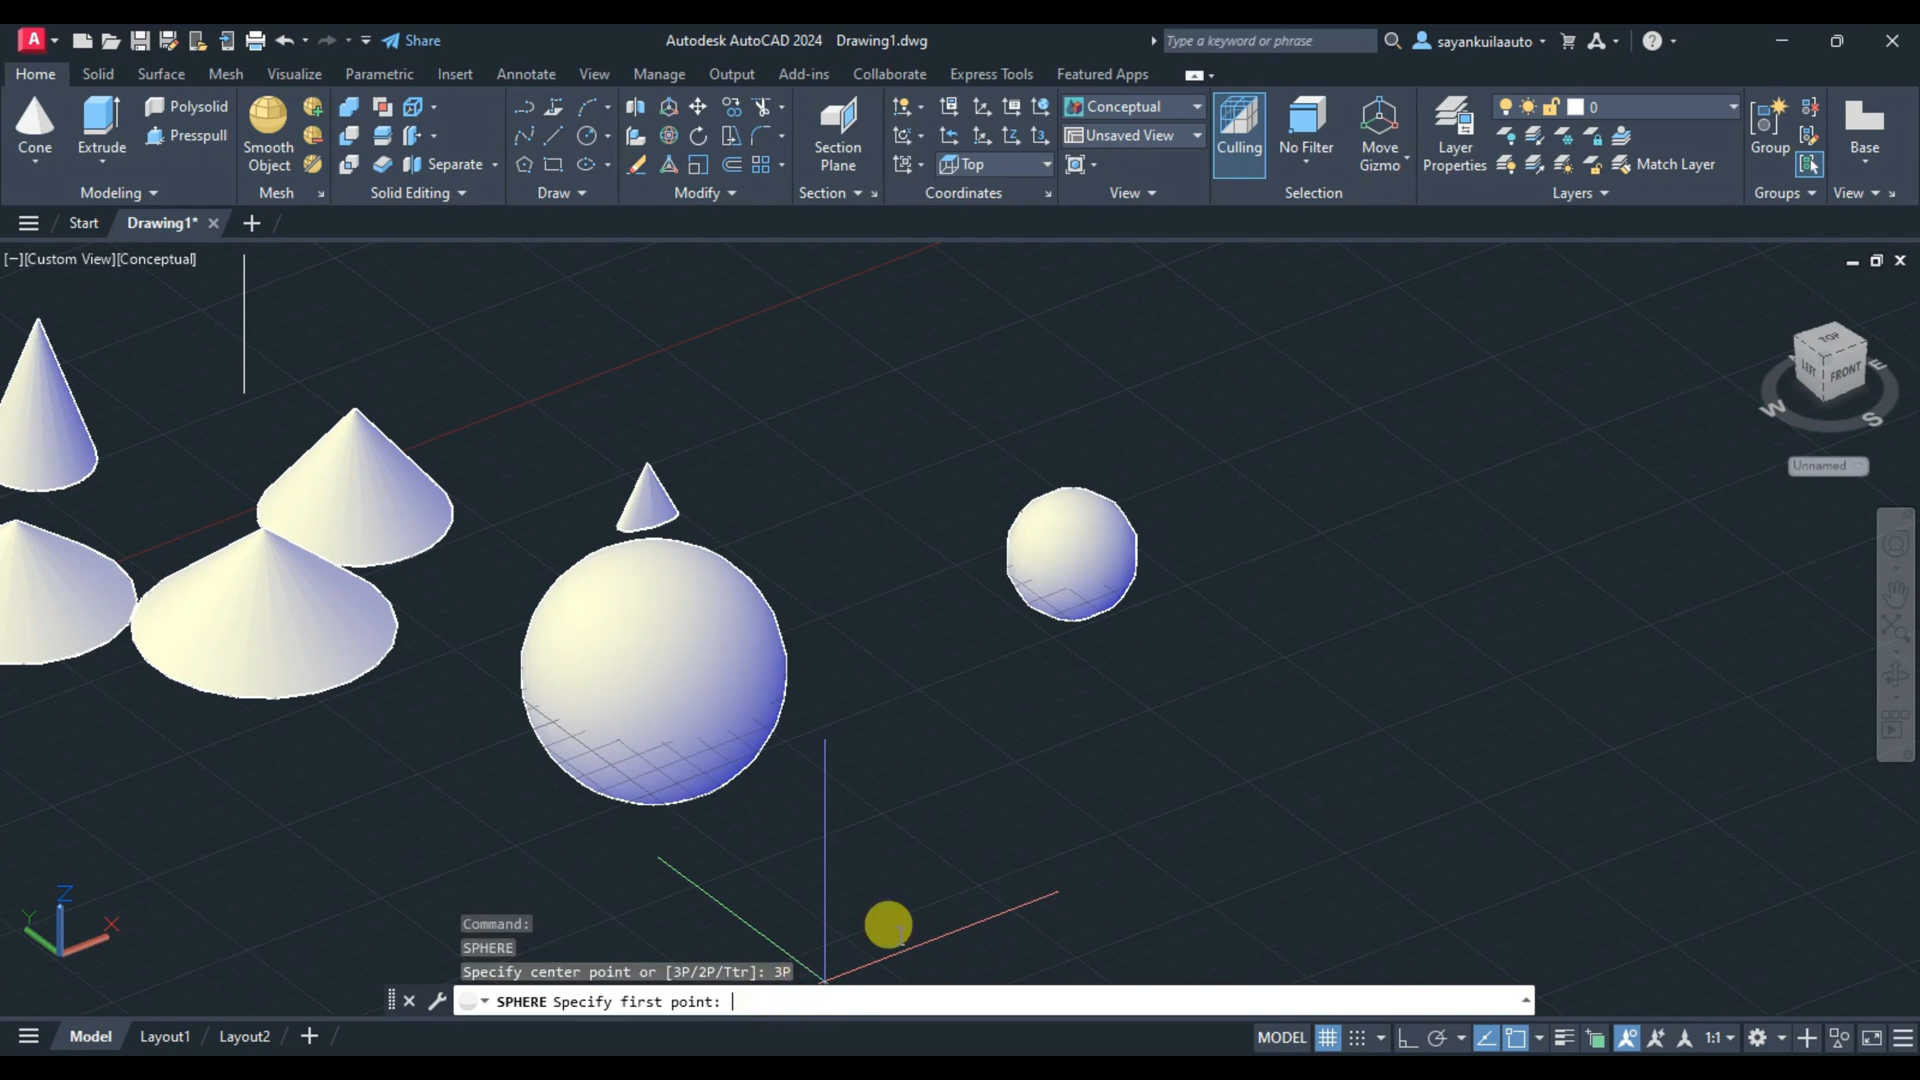 A Share Autodesk AutoCAD 2024 Drawing1.dwg Type a keyword or phrase sayankuilaauto ?
Home Solid Surface Mesh Visualize Parametric Insert Annotate View Manage Output Add-ins Collaborate Express Tools Featured Apps
Cone Extrude Polysolid Presspull
Smooth Object
Separate
Section Plane
Top
Conceptual
Unsaved View
Culling No Filter Move Gizmo
Layer Properties
0
Match Layer
Group Base
Modeling Mesh Solid Editing Draw Modify Section Coordinates View Selection Layers Groups View
Start Drawing1* +
[−][Custom View][Conceptual]
TOP
LEFT FRONT
W S E
Unnamed
Z
Y X
Command:
SPHERE
Specify center point or [3P/2P/Ttr]: 3P
SPHERE Specify first point:
Model Layout1 Layout2 + MODEL 1:1